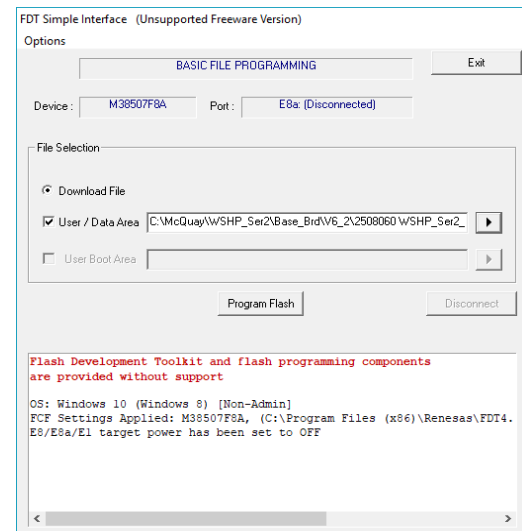 FDT Simple Interface (Unsupported Freeware Version)
Options
BASIC FILE PROGRAMMING
Exit
Device : M38507F8A Port : E8a: (Disconnected)
File Selection
Download File
User / Data Area C:\McQuay\WSHP_Ser2\Base_Brd\V6_2\2508060 WSHP_Ser2_
User Boot Area
Program Flash Disconnect
Flash Development Toolkit and flash programming components
are provided without support
OS: Windows 10 (Windows 8) [Non-Admin]
FCF Settings Applied: M38507F8A, (C:\Program Files (x86)\Renesas\FDT4.
E8/E8a/E1 target power has been set to OFF